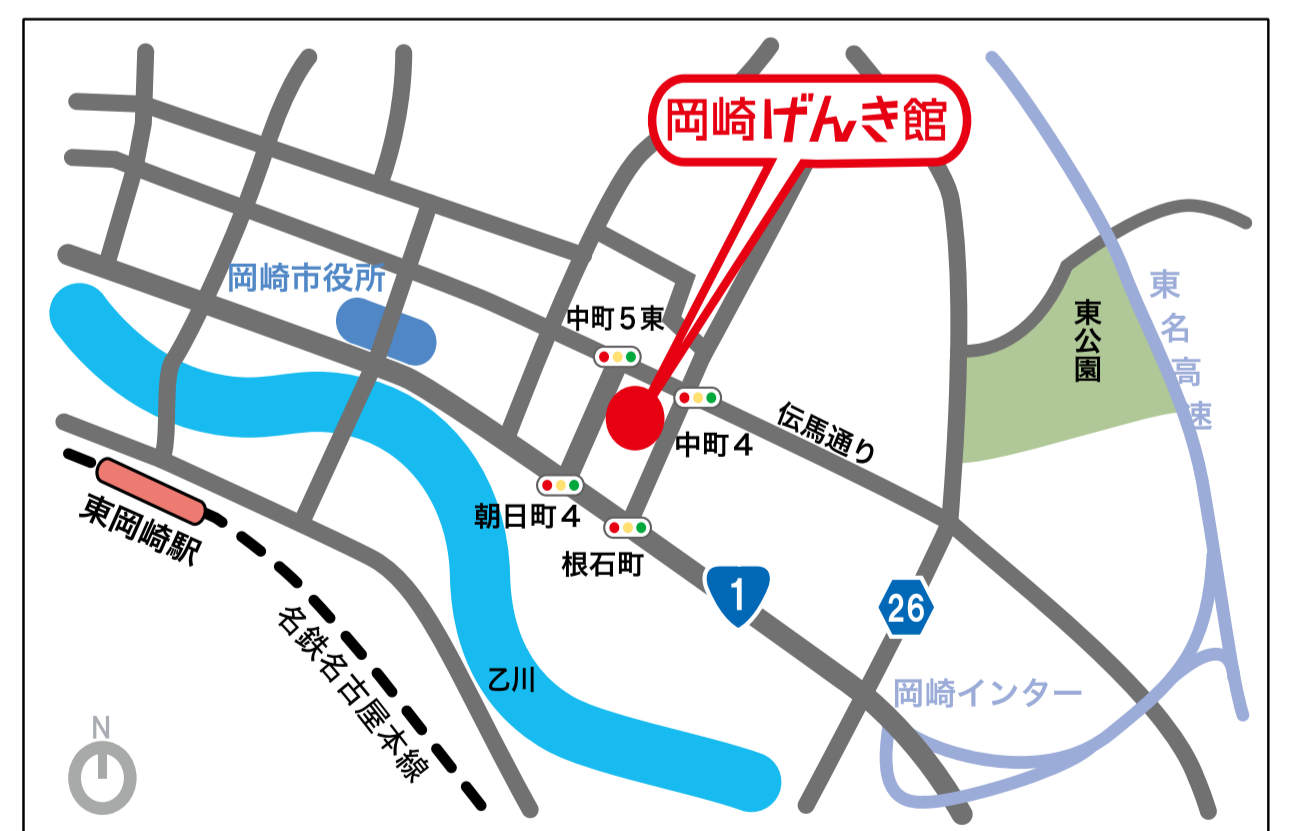 岡崎げんき館
岡崎市役所
中町5東
東名高速
東公園
中町4
伝馬通り
朝日町4
東岡崎駅
根石町
1
26
名鉄名古屋本線
乙川
岡崎インター
N